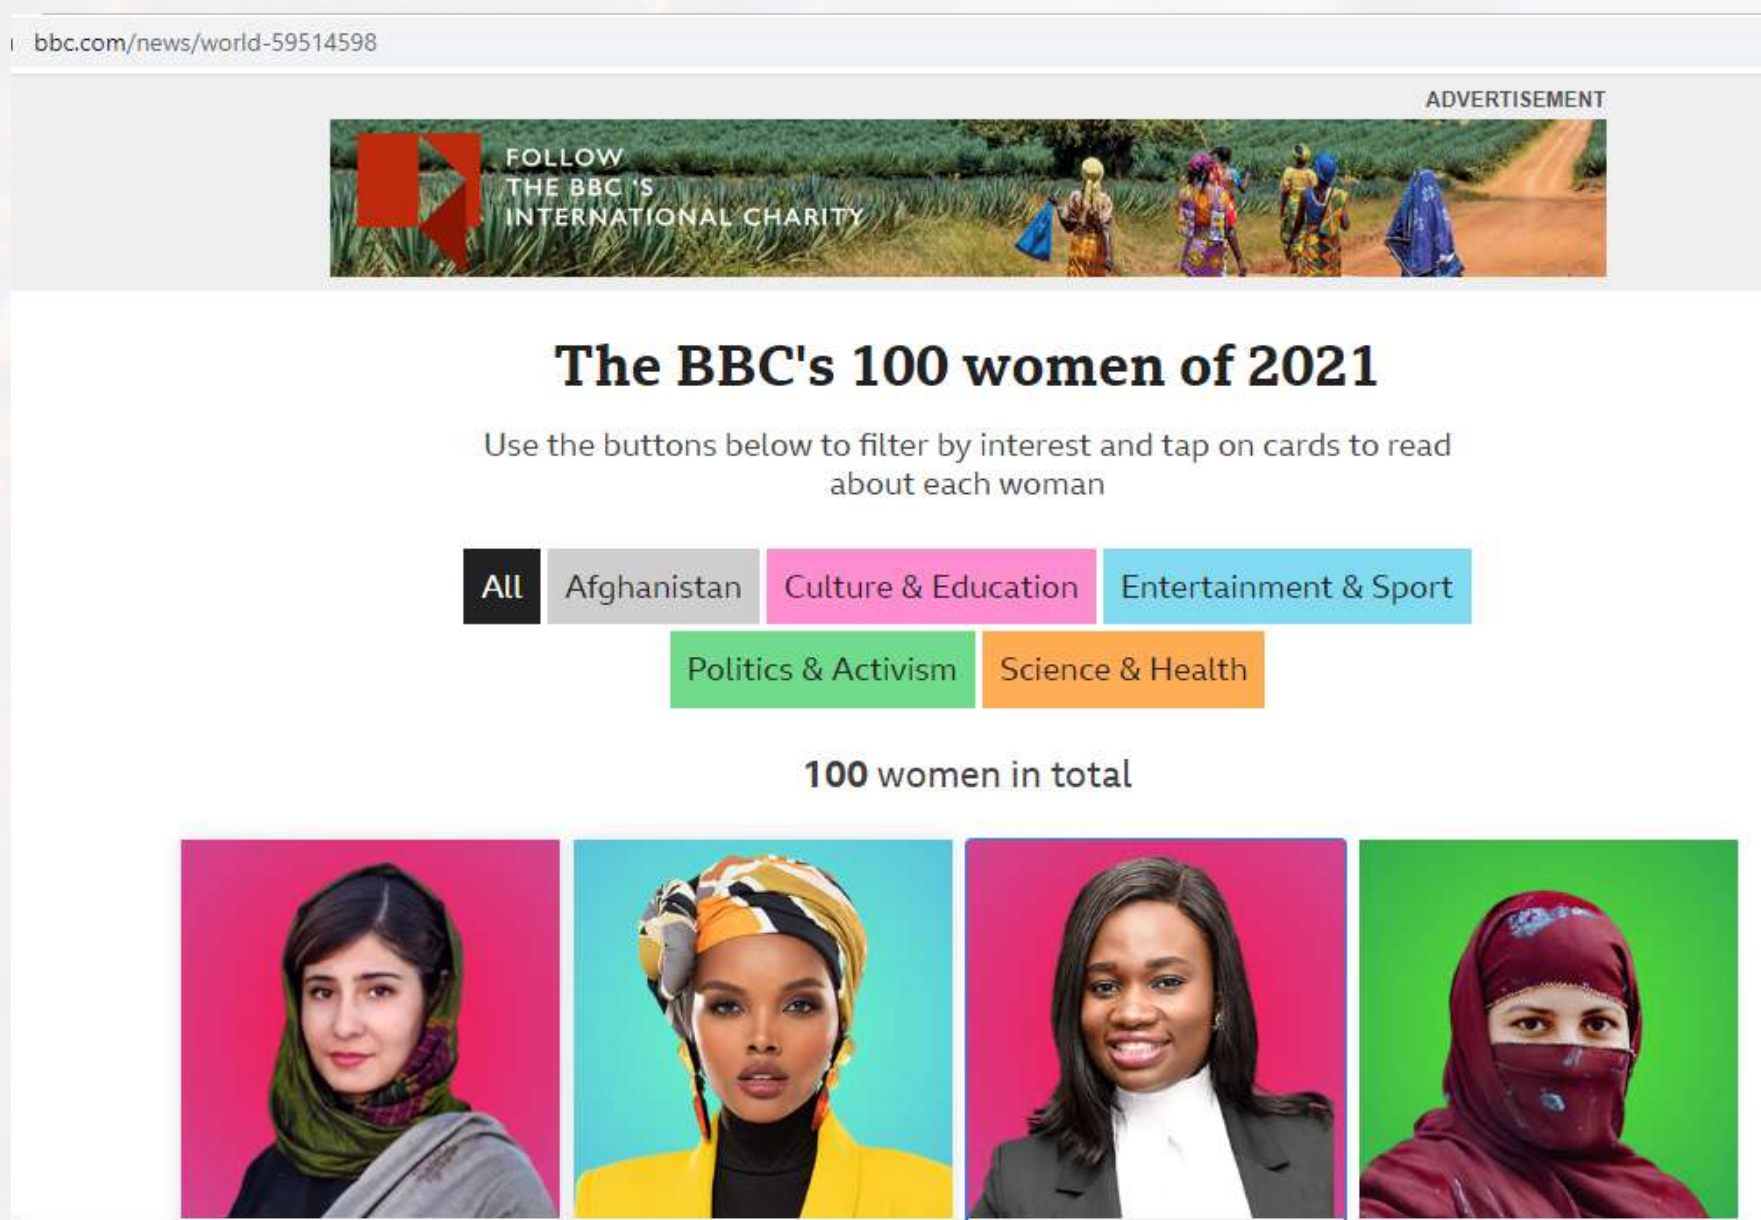 bbc.com/news/world-59514598
ADVERTISEMENT
FOLLOW
THE BBC 'S
INTERNATIONAL CHARITY
The BBC's 100 women of 2021
Use the buttons below to filter by interest and tap on cards to read
about each woman
All Afghanistan Culture & Education Entertainment & Sport
Politics & Activism Science & Health
100 women in total